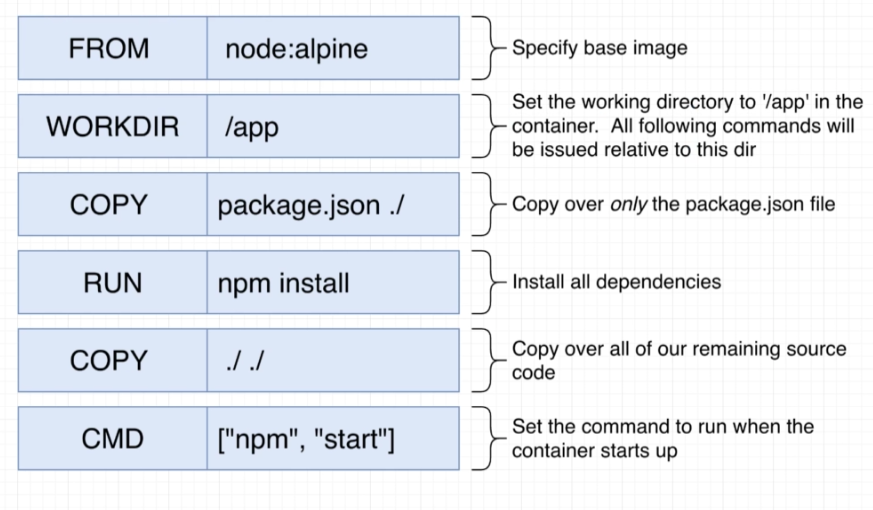 FROM node:alpine Specify base image
WORKDIR /app Set the working directory to '/app' in the
container. All following commands will
be issued relative to this dir
COPY package.json ./ Copy over only the package.json file
RUN npm install Install all dependencies
COPY ./ ./ Copy over all of our remaining source
code
CMD ["npm", "start"] Set the command to run when the
container starts up